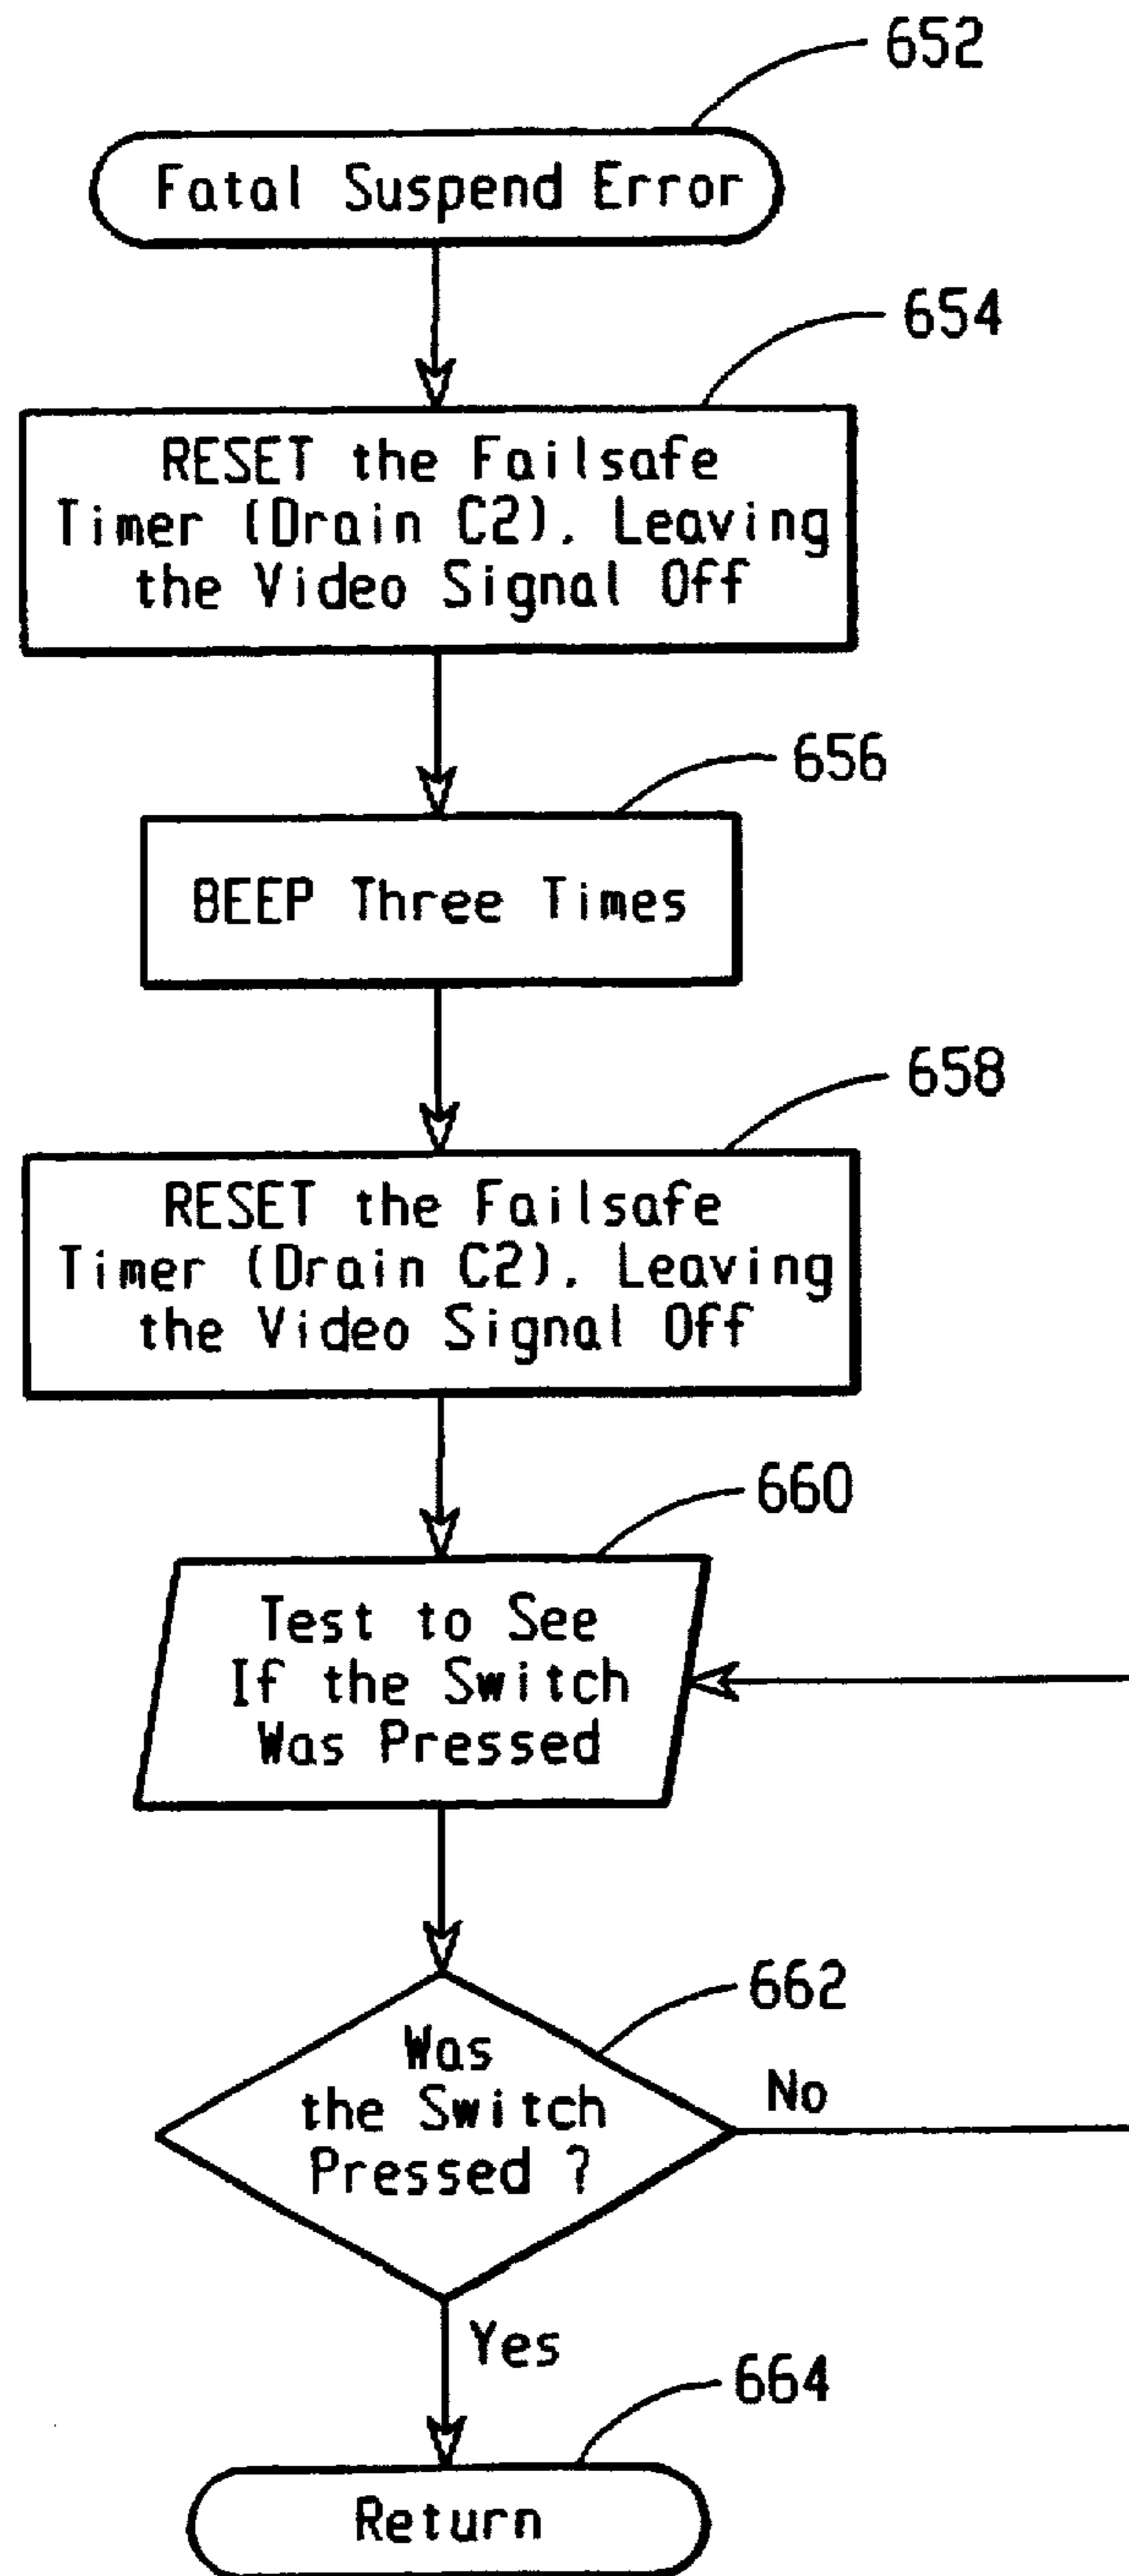 652
Fatal Suspend Error
654
RESET the Failsafe
Timer (Drain C2), Leaving
the Video Signal Off
656
BEEP Three Times
658
RESET the Failsafe
Timer (Drain C2), Leaving
the Video Signal Off
660
Test to See
If the Switch
Was Pressed
662
Was
the Switch
Pressed ?
No
Yes
664
Return